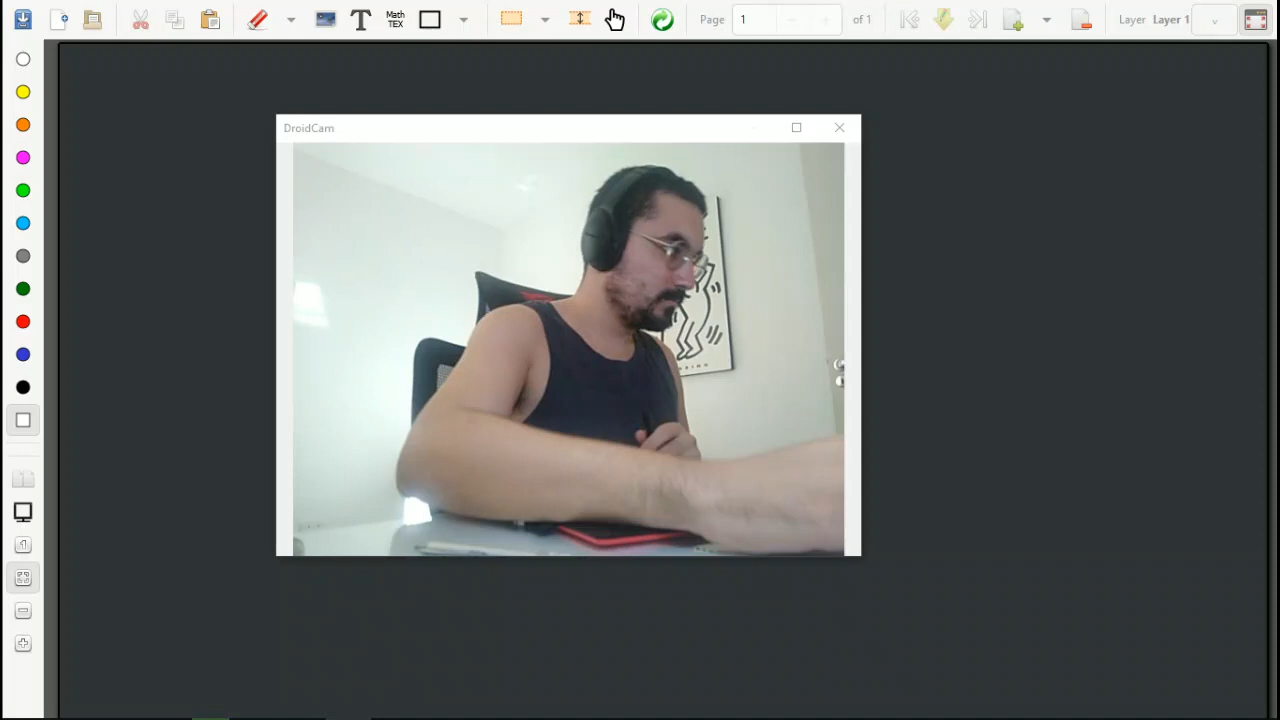 Math
TEX
Page 1 of 1
Layer Layer 1
DroidCam